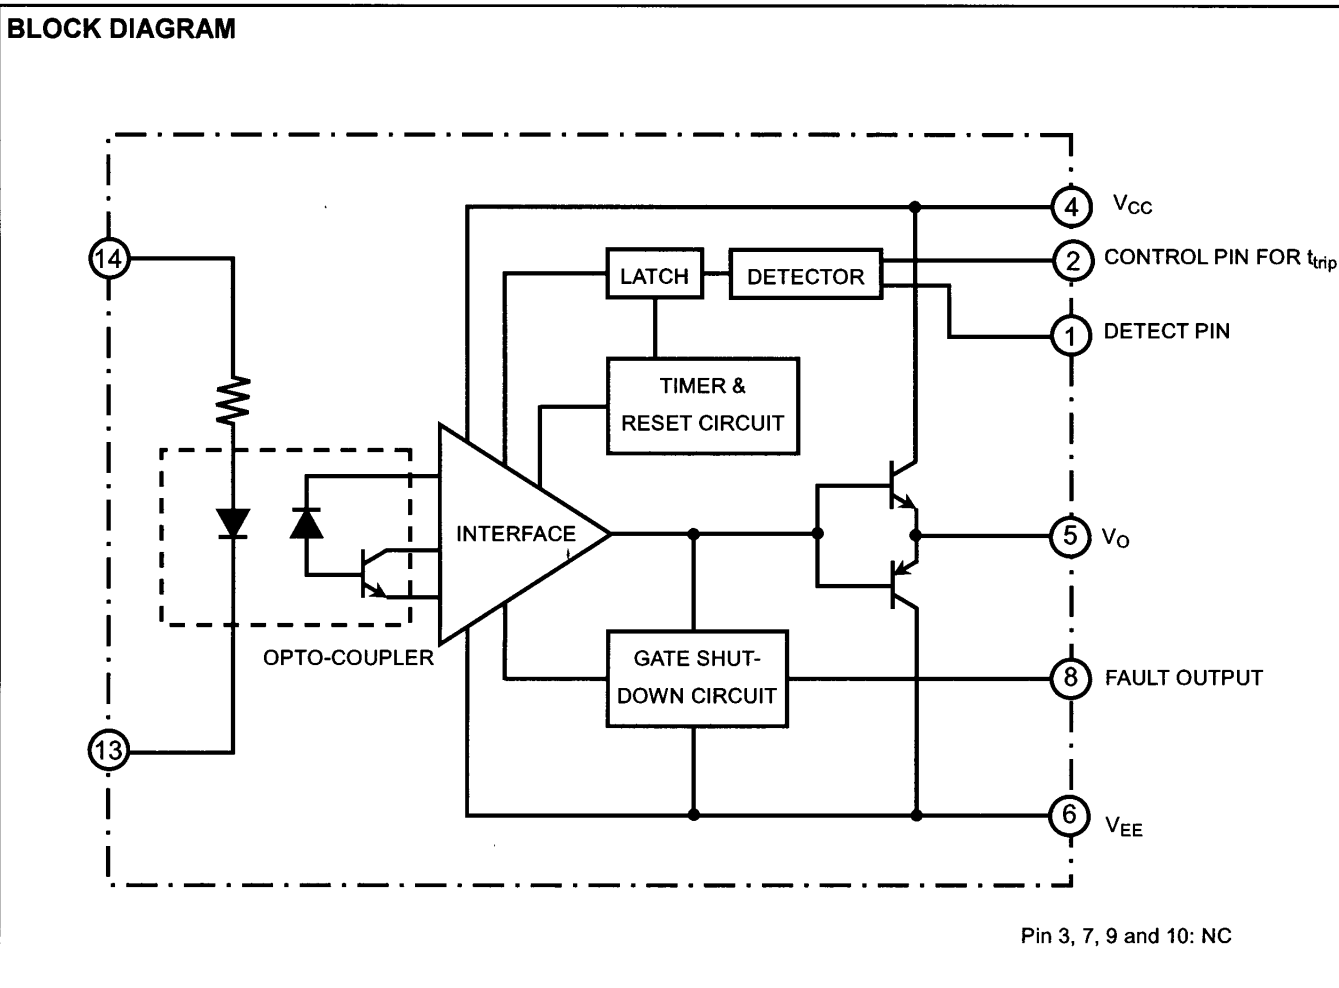 BLOCK DIAGRAM
4 VCC
14
2 CONTROL PIN FOR ttrip
LATCH
DETECTOR
1 DETECT PIN
TIMER &
RESET CIRCUIT
INTERFACE
5 VO
OPTO-COUPLER
GATE SHUT-
DOWN CIRCUIT
8 FAULT OUTPUT
13
6 VEE
Pin 3, 7, 9 and 10: NC